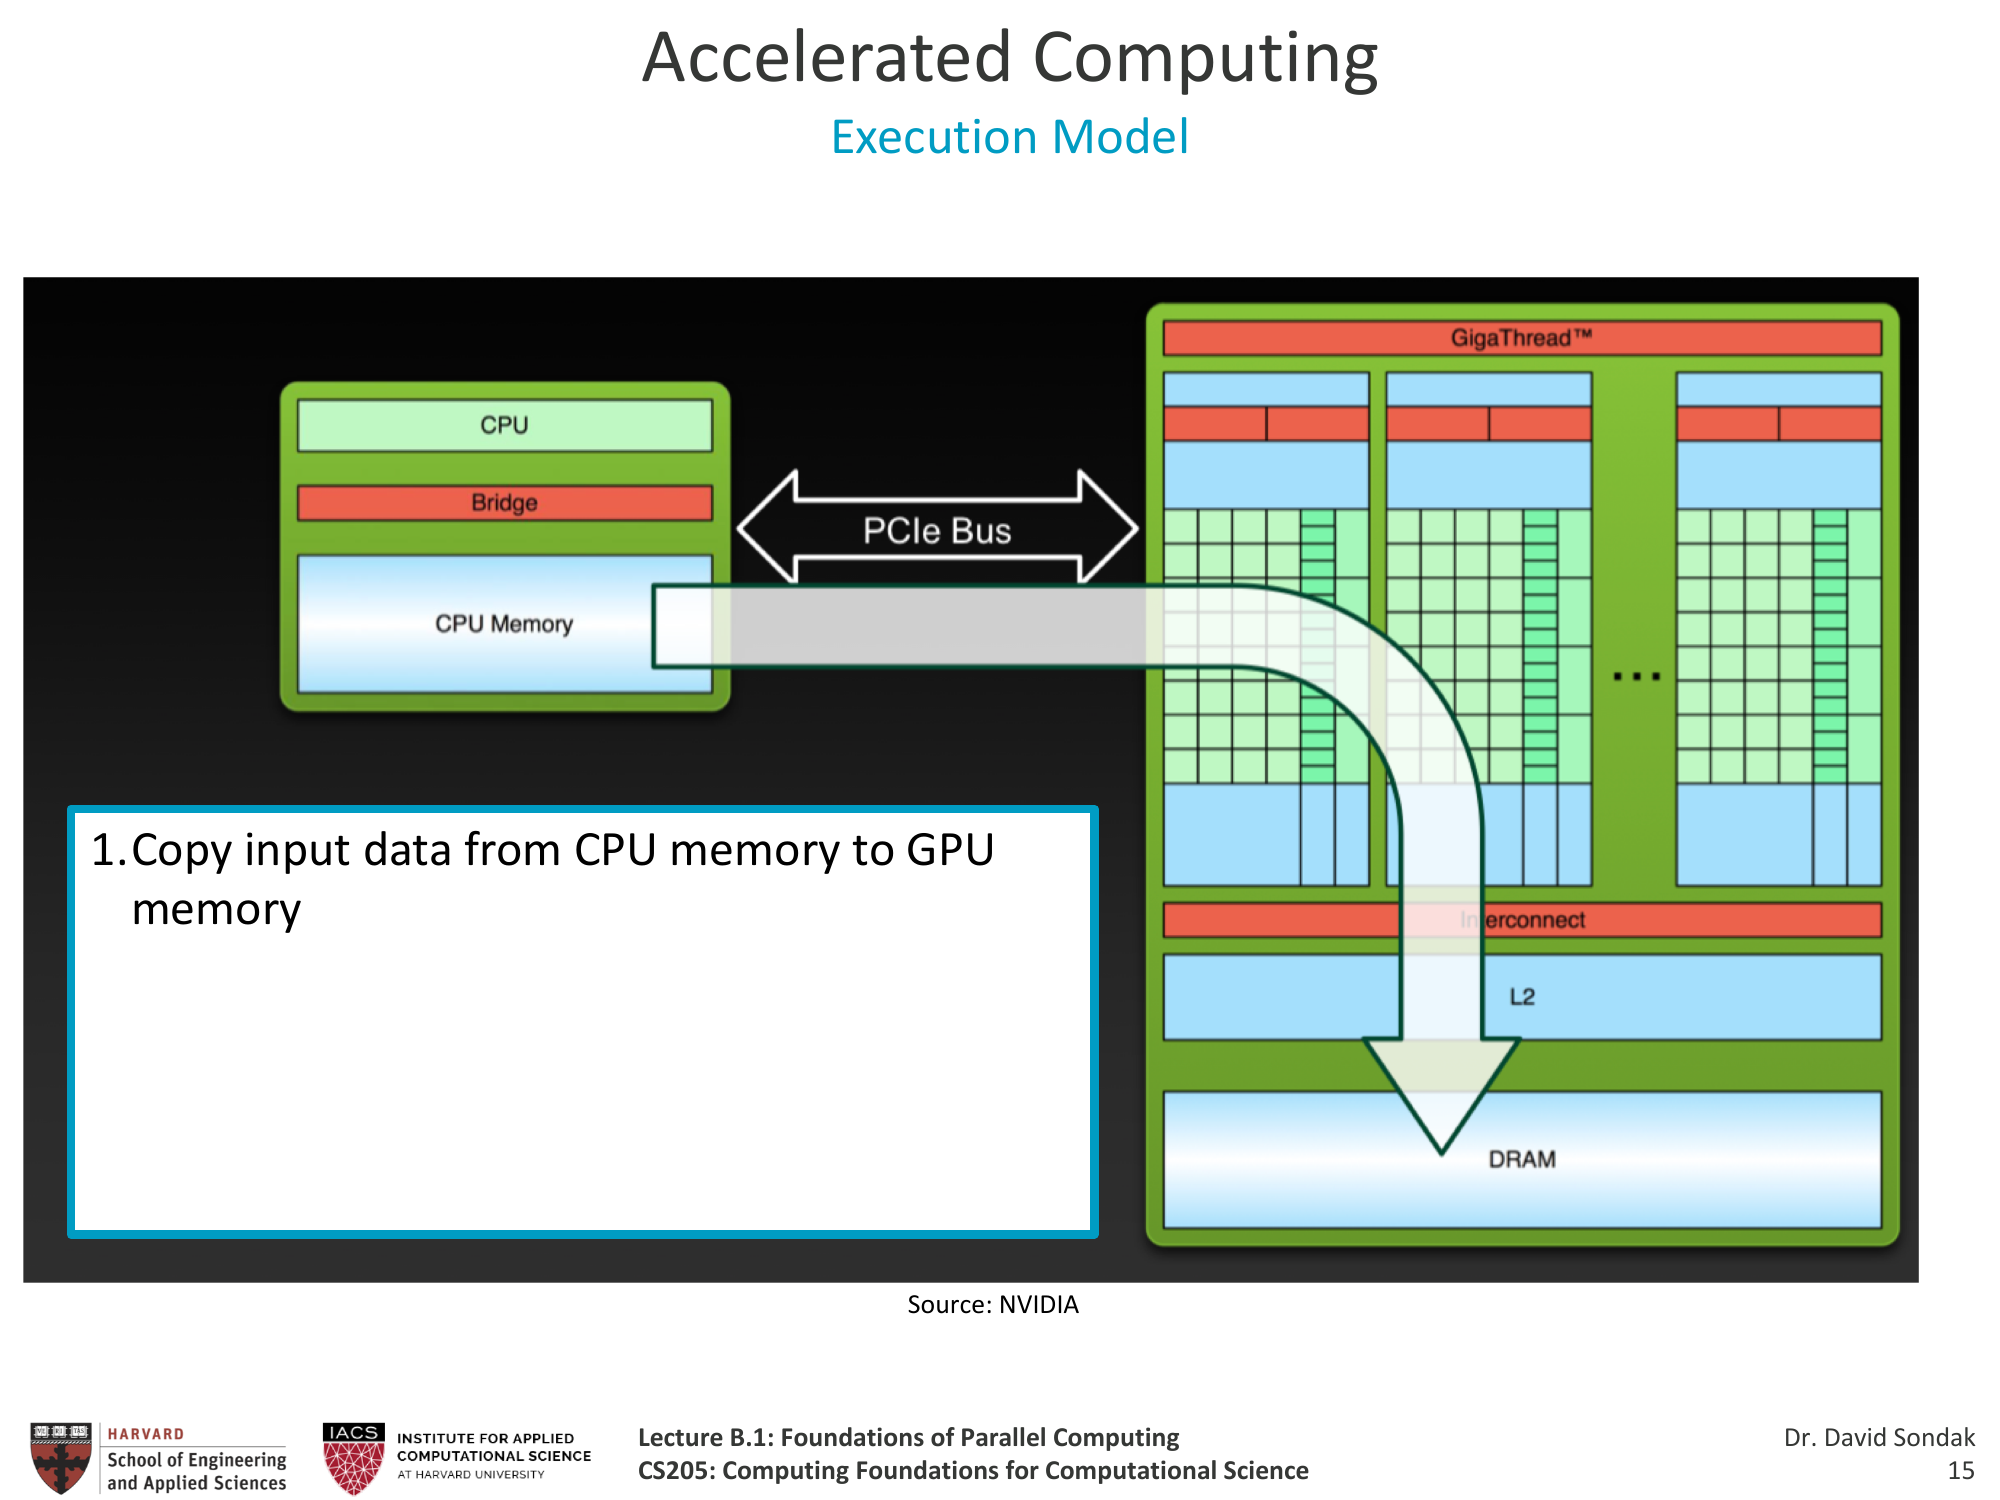 Accelerated Computing
Execution Model
GigaThread™
CPU
Bridge
PCIe Bus
CPU Memory
...
1. Copy input data from CPU memory to GPU
memory
Interconnect
L2
DRAM
Source: NVIDIA
HARVARD
School of Engineering
and Applied Sciences
IACS
INSTITUTE FOR APPLIED
COMPUTATIONAL SCIENCE
AT HARVARD UNIVERSITY
Lecture B.1: Foundations of Parallel Computing
CS205: Computing Foundations for Computational Science
Dr. David Sondak
15